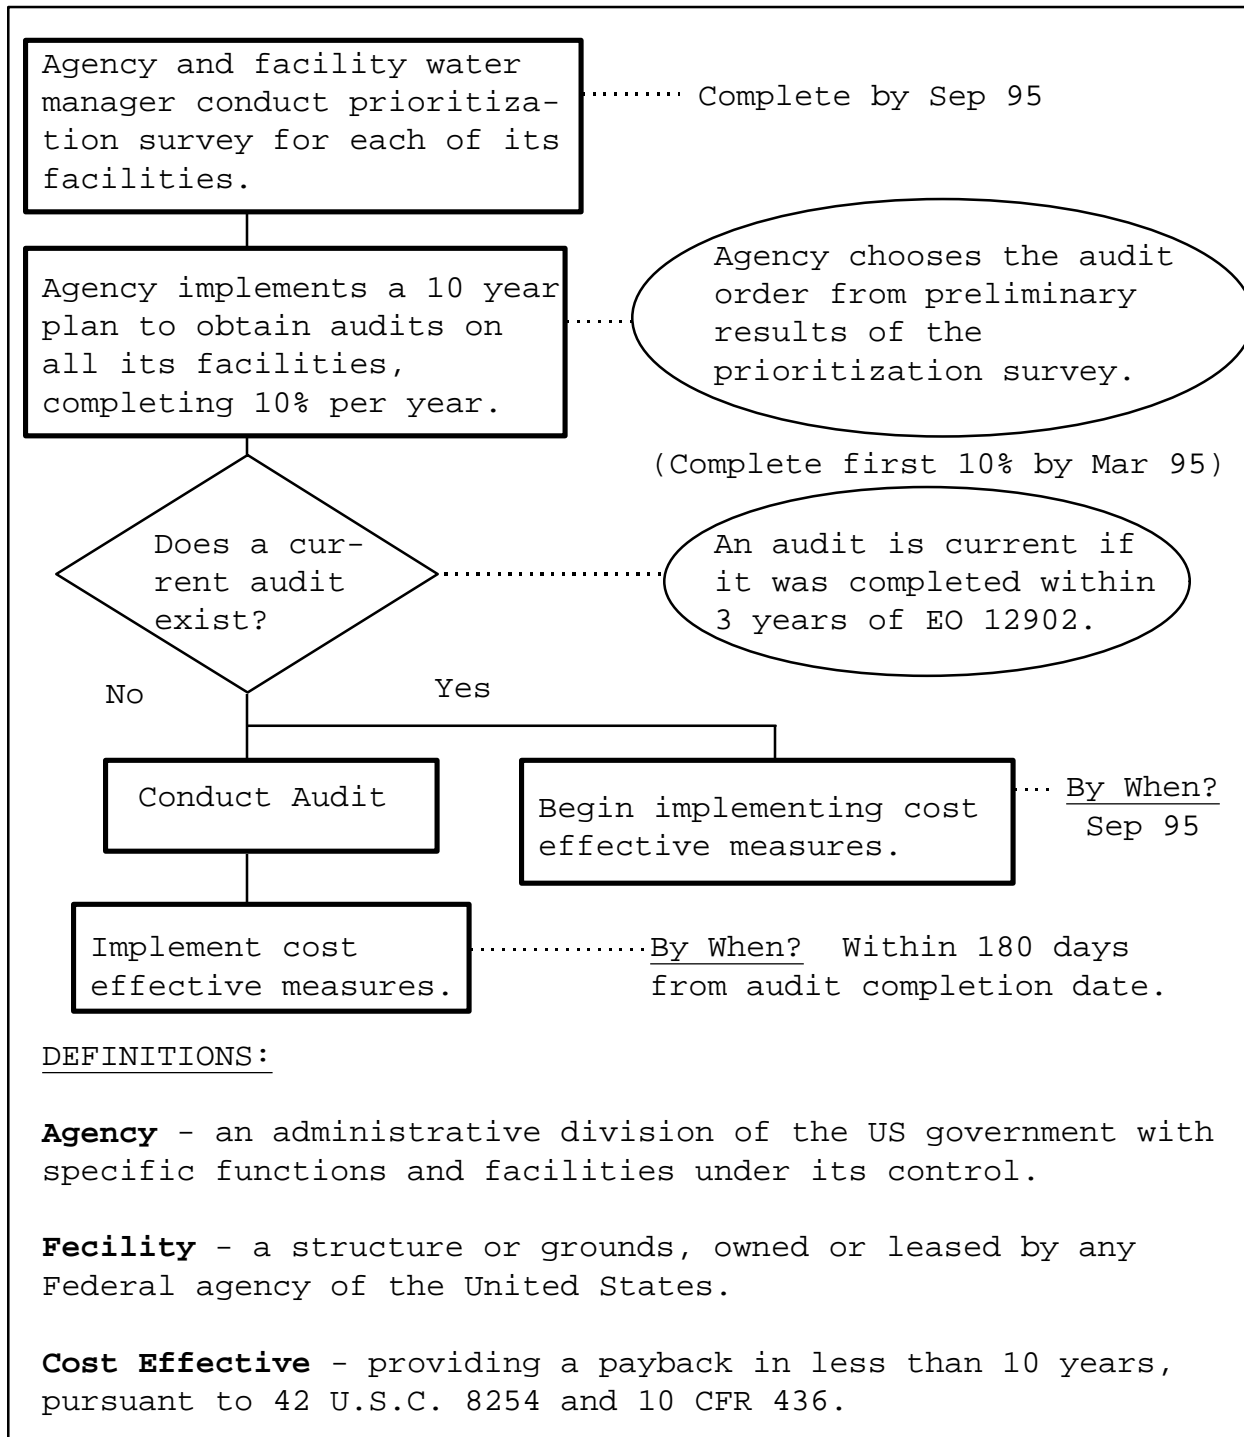 Agency and facility water
manager conduct prioritiza-
tion survey for each of its
facilities.
Complete by Sep 95
Agency implements a 10 year
plan to obtain audits on
all its facilities,
completing 10% per year.
Agency chooses the audit
order from preliminary
results of the
prioritization survey.
(Complete first 10% by Mar 95)
Does a cur-
rent audit
exist?
An audit is current if
it was completed within
3 years of EO 12902.
No
Yes
Conduct Audit
Begin implementing cost
effective measures.
By When?
Sep 95
Implement cost
effective measures.
By When? Within 180 days
from audit completion date.
DEFINITIONS:
Agency - an administrative division of the US government with
specific functions and facilities under its control.
Fecility - a structure or grounds, owned or leased by any
Federal agency of the United States.
Cost Effective - providing a payback in less than 10 years,
pursuant to 42 U.S.C. 8254 and 10 CFR 436.